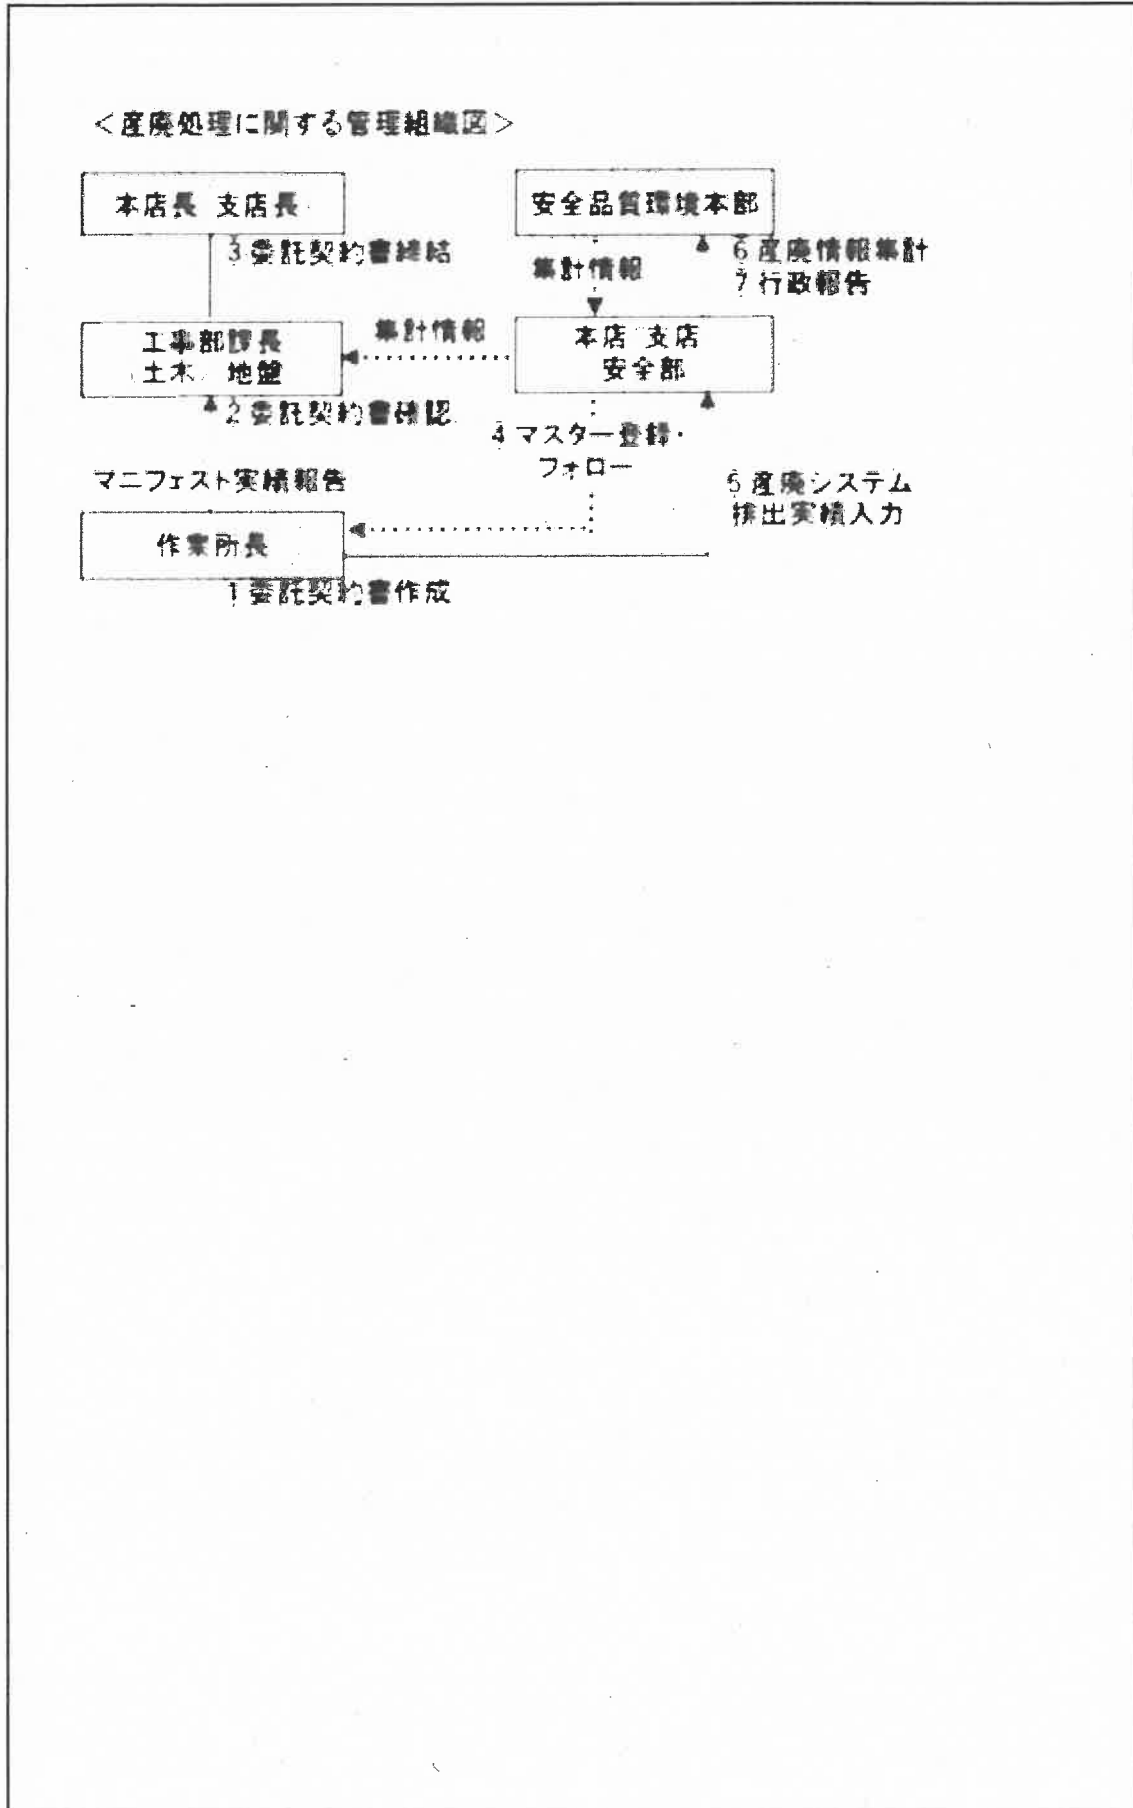 <産廃処理に関する管理組織図>
本店長 支店長
安全品質環境本部
3 委託契約書締結
集計情報
6 産廃情報集計
7 行政報告
工事部課長
(土木 地盤
集計情報
本店 支店
安全部
2 委託契約書確認
4 マスター登録・
フォロー
マニフェスト実績報告
5 産廃システム
排出実績入力
作業所長
1 委託契約書作成